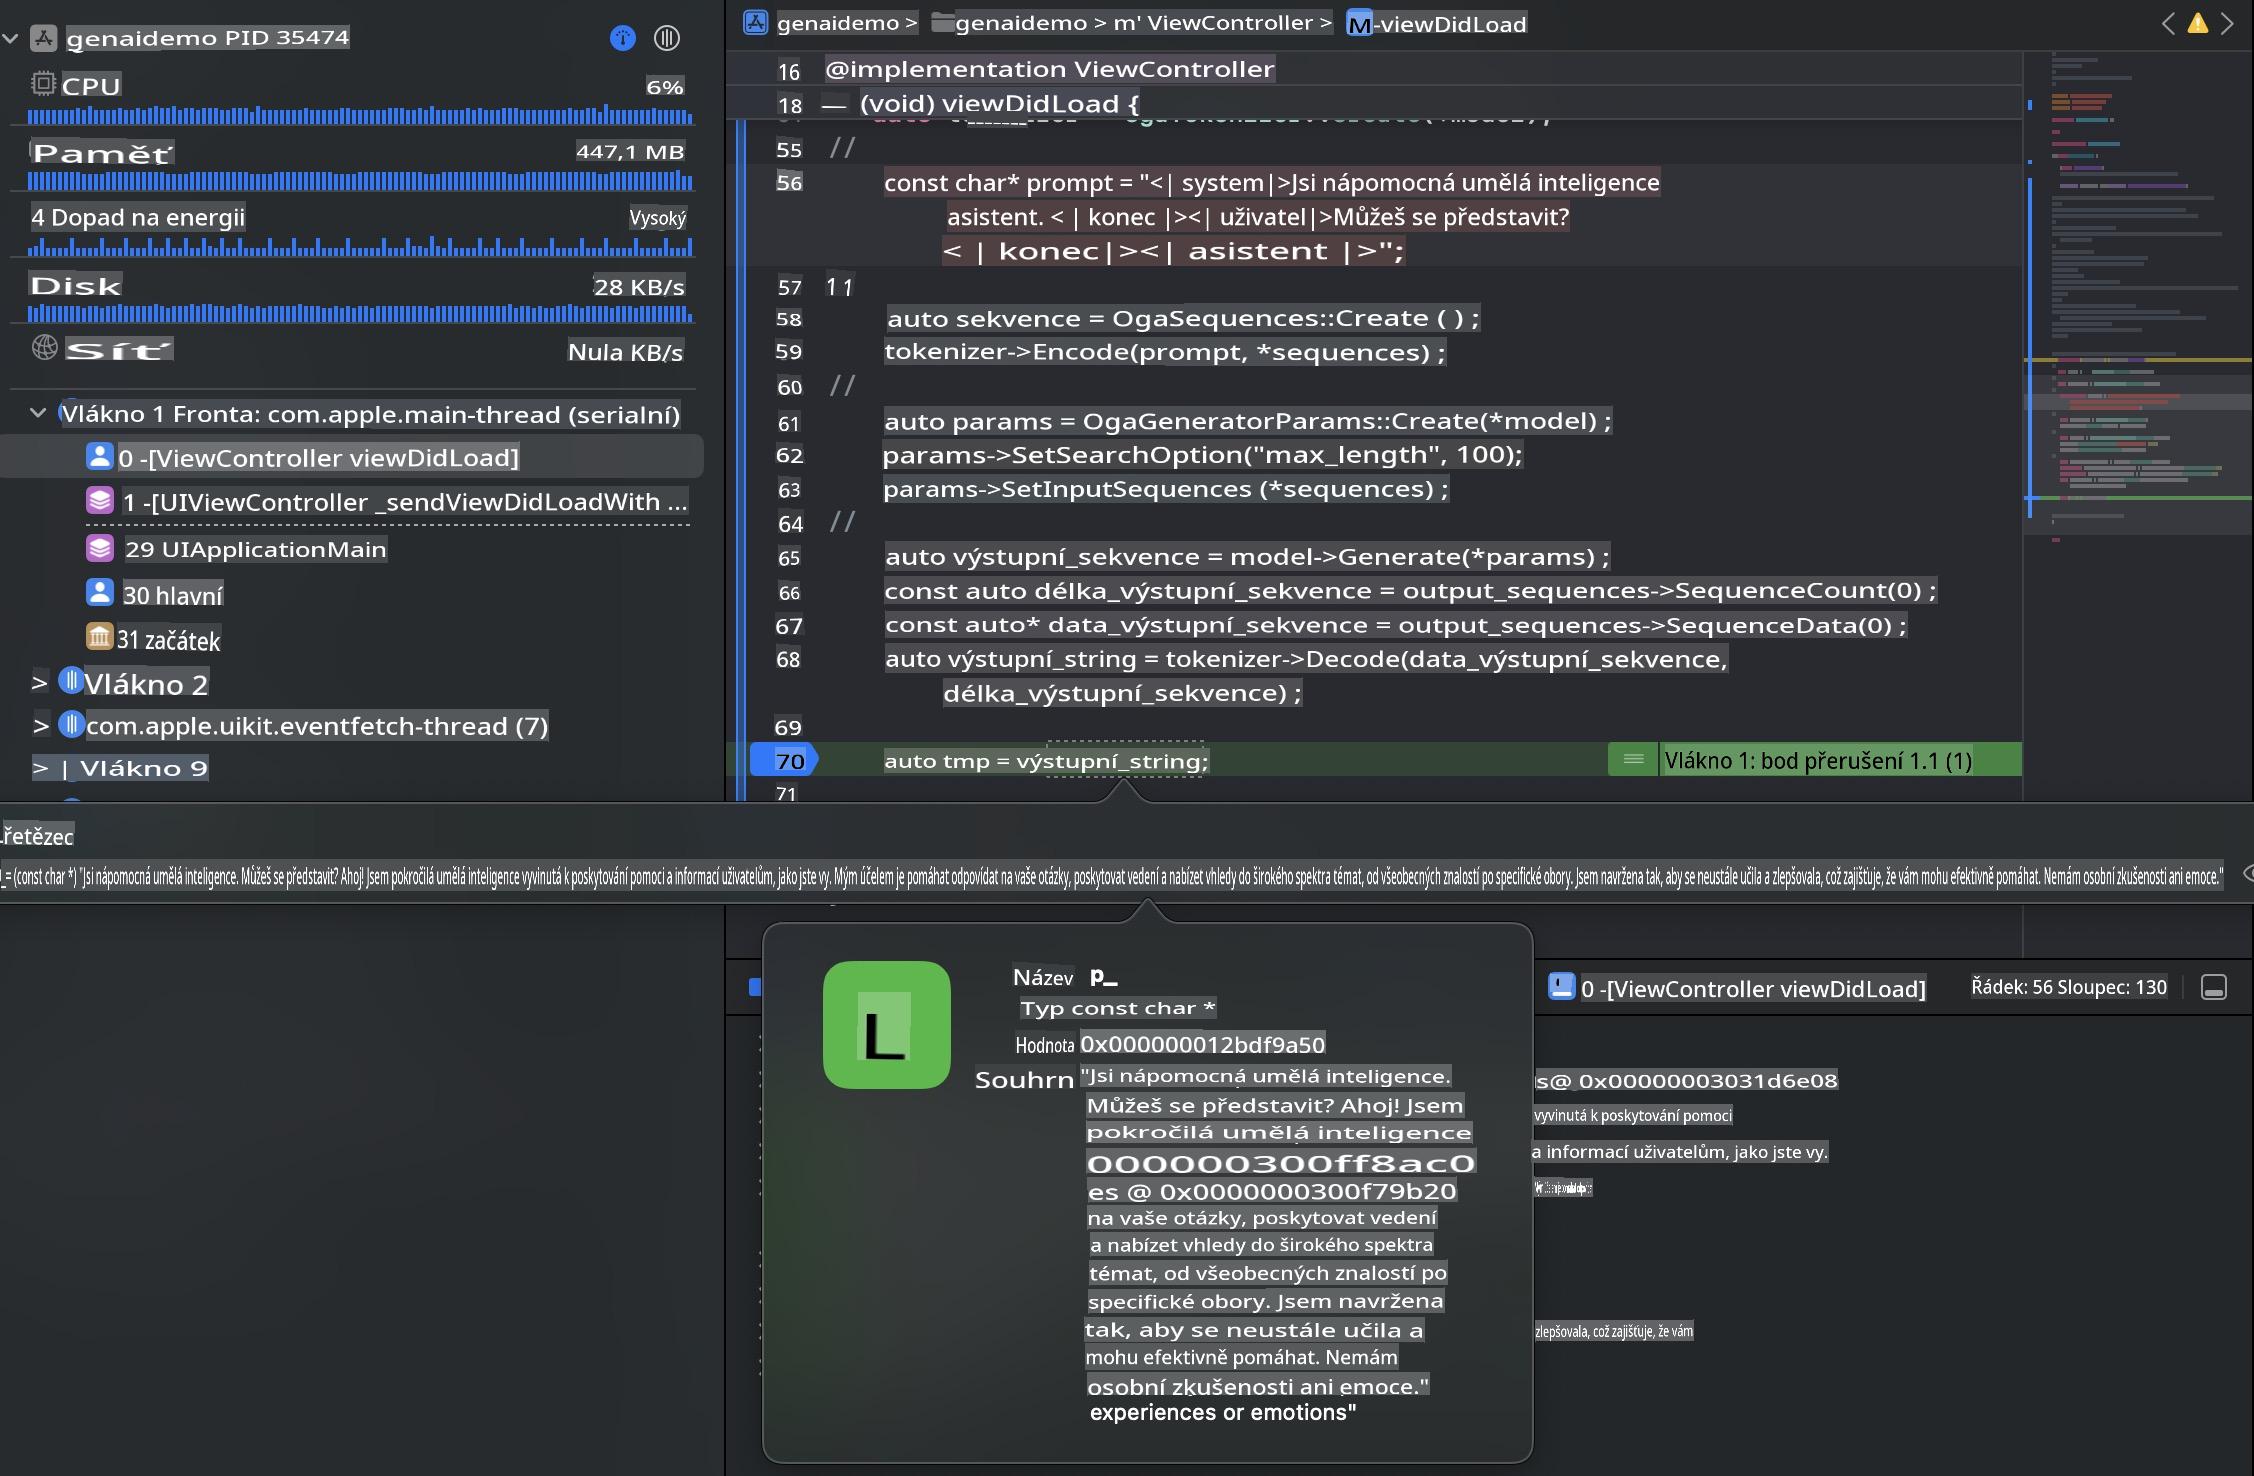 genaidemo PID 35474
CPU
6%
Paměť
447,1 MB
4 Dopad na energii
Vysoký
Disk
28 KB/s
Síť
Nula KB/s
Vlákno 1 Fronta: com.apple.main-thread (serialní)
0 -[ViewController viewDidLoad]
1 -[UIViewController _sendViewDidLoadWith ...
29 UIApplicationMain
30 hlavní
31 začátek
> Vlákno 2
> com.apple.uikit.eventfetch-thread (7)
> | Vlákno 9
genaidemo > genaidemo > m' ViewController > M-viewDidLoad
16 @implementation ViewController
18 — (void) viewDidLoad {
55 //
56 const char* prompt = "<| system|>Jsi nápomocná umělá inteligence
asistent. < | konec |><| uživatel|>Můžeš se představit?
< | konec|><| asistent |>";
57 11
58 auto sekvence = OgaSequences::Create ( ) ;
59 tokenizer->Encode(prompt, *sequences) ;
60 //
61 auto params = OgaGeneratorParams::Create(*model) ;
62 params->SetSearchOption("max_length", 100);
63 params->SetInputSequences (*sequences) ;
64 //
65 auto výstupní_sekvence = model->Generate(*params) ;
66 const auto délka_výstupní_sekvence = output_sequences->SequenceCount(0) ;
67 const auto* data_výstupní_sekvence = output_sequences->SequenceData(0) ;
68 auto výstupní_string = tokenizer->Decode(data_výstupní_sekvence,
délka_výstupní_sekvence) ;
69
70 auto tmp = výstupní_string;
Vlákno 1: bod přerušení 1.1 (1)
71
řetězec
_= (const char *) "Jsi nápomocná umělá inteligence. Můžeš se představit? Ahoj! Jsem pokročilá umělá inteligence vyvinutá k poskytování pomoci a informací uživatelům, jako jste vy. Mým účelem je pomáhat odpovídat na vaše otázky, poskytovat vedení a nabízet vhledy do širokého spektra témat, od všeobecných znalostí po specifické obory. Jsem navržena tak, aby se neustále učila a zlepšovala, což zajišťuje, že vám mohu efektivně pomáhat. Nemám osobní zkušenosti ani emoce."
L
Název p_
Typ const char *
Hodnota 0x000000012bdf9a50
Souhrn "Jsi nápomocná umělá inteligence.
Můžeš se představit? Ahoj! Jsem
pokročilá umělá inteligence
000000300ff8ac0
es @ 0x0000000300f79b20
na vaše otázky, poskytovat vedení
a nabízet vhledy do širokého spektra
témat, od všeobecných znalostí po
specifické obory. Jsem navržena
tak, aby se neustále učila a
mohu efektivně pomáhat. Nemám
osobní zkušenosti ani emoce."
experiences or emotions"
0 -[ViewController viewDidLoad]
Řádek: 56 Sloupec: 130
s@ 0x00000003031d6e08
vyvinutá k poskytování pomoci
a informací uživatelům, jako jste vy.
zlepšovala, což zajišťuje, že vám